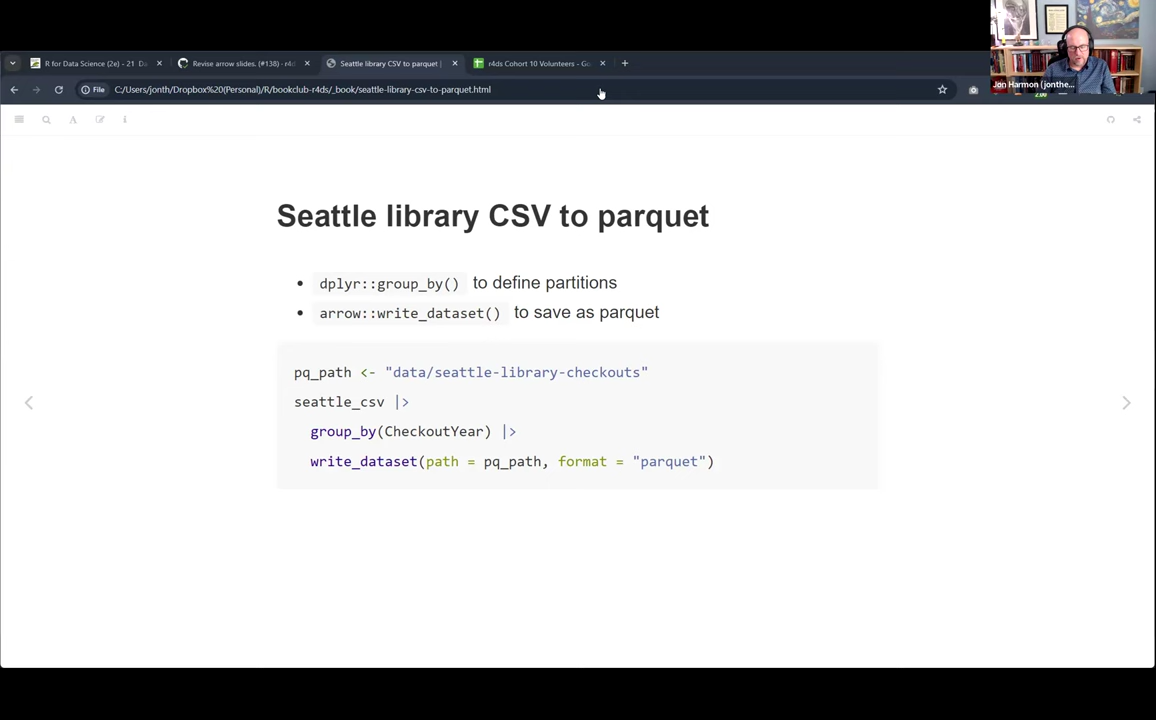 R for Data Science (2e) - 21 Da
Revise arrow slides. (#138) · r4d
Seattle library CSV to parquet |
r4ds Cohort 10 Volunteers - Go
File
C:/Users/jonth/Dropbox%20(Personal)/R/bookclub-r4ds/_book/seattle-library-csv-to-parquet.html
Jon Harmon (jonthe...
Seattle library CSV to parquet
• dplyr::group_by() to define partitions
• arrow::write_dataset() to save as parquet
pq_path <- "data/seattle-library-checkouts"
seattle_csv |>
group_by(CheckoutYear) |>
write_dataset(path = pq_path, format = "parquet")